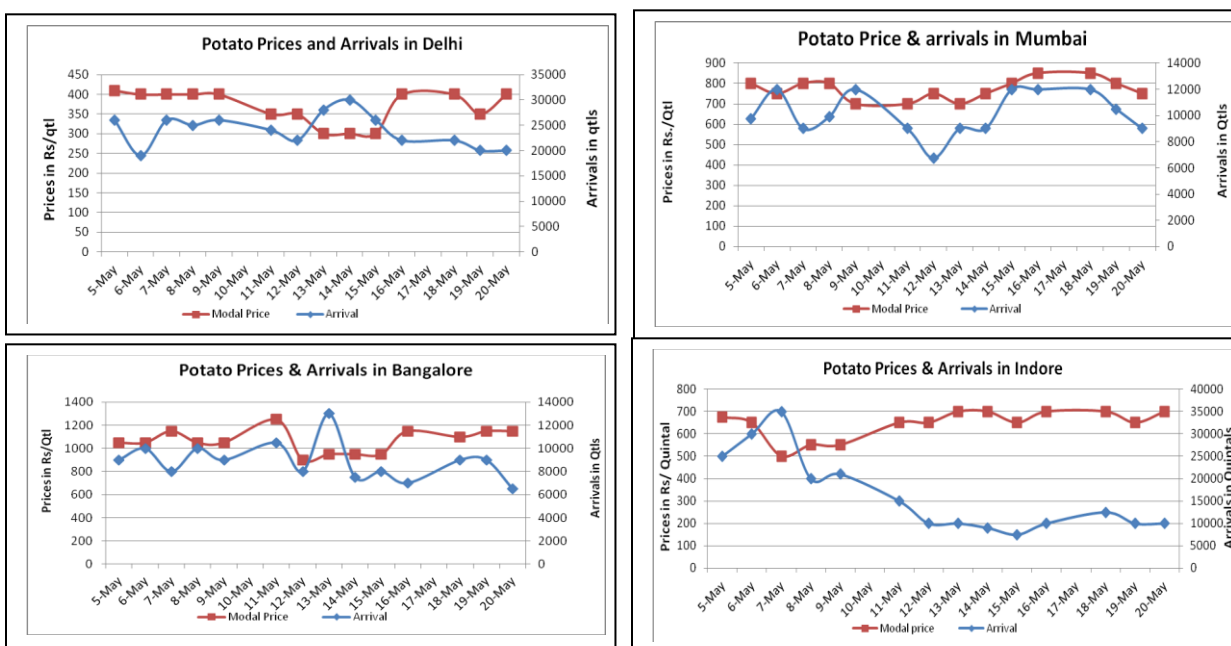 Potato Prices and Arrivals in Delhi
Prices in Rs/qtl
450
400
350
300
250
200
150
100
50
0
35000
30000
25000
20000
15000
10000
5000
0
Arrivals in qtls
5-May
6-May
7-May
8-May
9-May
10-May
11-May
12-May
13-May
14-May
15-May
16-May
17-May
18-May
19-May
20-May
Modal Price
Arrival
Potato Price & arrivals in Mumbai
Prices in Rs./Qtl
900
800
700
600
500
400
300
200
100
0
14000
12000
10000
8000
6000
4000
2000
0
Arrivals in Qtls
5-May
6-May
7-May
8-May
9-May
10-May
11-May
12-May
13-May
14-May
15-May
16-May
17-May
18-May
19-May
20-May
Modal Price
Arrival
Potato Prices & Arrivals in Bangalore
Prices in Rs/Qtl
1400
1200
1000
800
600
400
200
0
14000
12000
10000
8000
6000
4000
2000
0
Arrivals in Qtls
5-May
6-May
7-May
8-May
9-May
10-May
11-May
12-May
13-May
14-May
15-May
16-May
17-May
18-May
19-May
20-May
Modal Price
Arrival
Potato Prices & Arrivals in Indore
Prices in Rs/ Quintal
800
700
600
500
400
300
200
100
0
40000
35000
30000
25000
20000
15000
10000
5000
0
Arrivals in Quintals
5-May
6-May
7-May
8-May
9-May
10-May
11-May
12-May
13-May
14-May
15-May
16-May
17-May
18-May
19-May
20-May
Modal price
Arrival